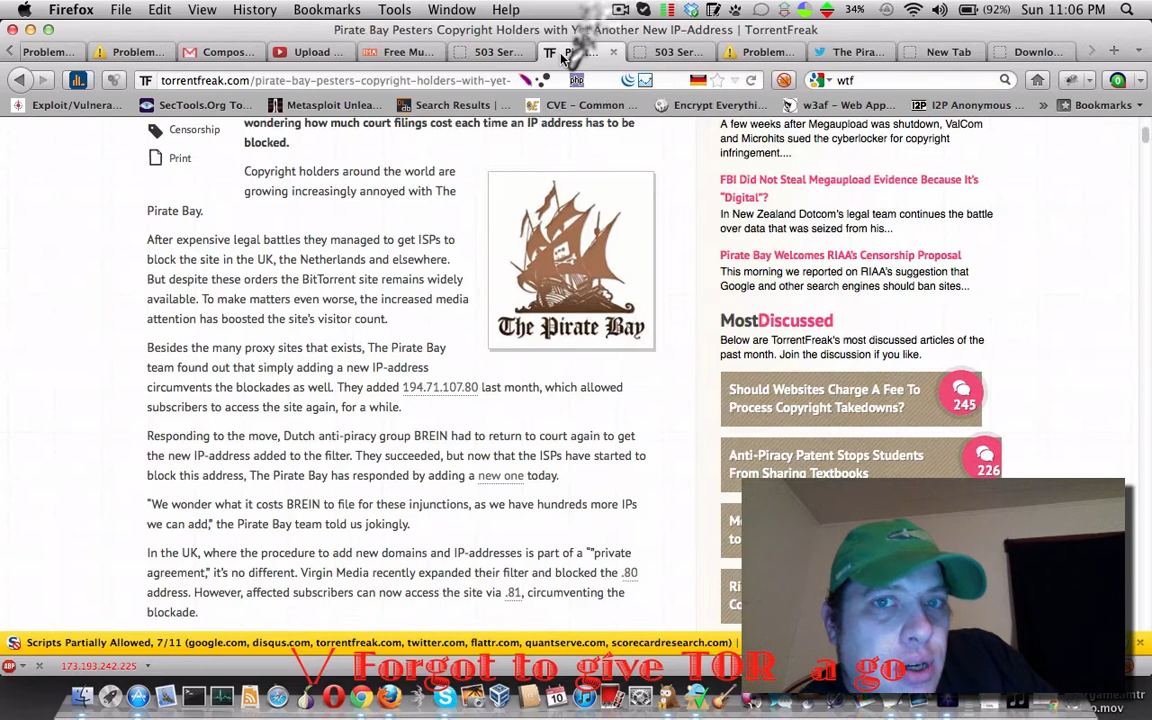 Firefox File Edit View History Bookmarks Tools Window Help 34% (92%) Sun 11:06 PM
Pirate Bay Pesters Copyright Holders with Yet Another New IP-Address | TorrentFreak
Problem... Problem... Compos... Upload ... Free Mu... 503 Ser... 503 Ser... Problem... The Pira... New Tab Downlo...
torrentfreak.com/pirate-bay-pesters-copyright-holders-with-yet- php wtf
Exploit/Vulnera... SecTools.Org To... Metasploit Unlea... Search Results | ... CVE - Common ... Encrypt Everythi... w3af - Web App... I2P Anonymous ... Bookmarks
wondering how much court filings cost each time an IP address has to be
blocked.
Censorship
Print
Copyright holders around the world are
growing increasingly annoyed with The
Pirate Bay.
After expensive legal battles they managed to get ISPs to
block the site in the UK, the Netherlands and elsewhere.
But despite these orders the BitTorrent site remains widely
available. To make matters even worse, the increased media
attention has boosted the site's visitor count.
The Pirate Bay
Besides the many proxy sites that exists, The Pirate Bay
team found out that simply adding a new IP-address
circumvents the blockades as well. They added 194.71.107.80 last month, which allowed
subscribers to access the site again, for a while.
Responding to the move, Dutch anti-piracy group BREIN had to return to court again to get
the new IP-address added to the filter. They succeeded, but now that the ISPs have started to
block this address, The Pirate Bay has responded by adding a new one today.
"We wonder what it costs BREIN to file for these injunctions, as we have hundreds more IPs
we can add," the Pirate Bay team told us jokingly.
In the UK, where the procedure to add new domains and IP-addresses is part of a ""private
agreement," it's no different. Virgin Media recently expanded their filter and blocked the .80
address. However, affected subscribers can now access the site via .81, circumventing the
blockade.
A few weeks after Megaupload was shutdown, ValCom
and Microhits sued the cyberlocker for copyright
infringement....
FBI Did Not Steal Megaupload Evidence Because It's
"Digital"?
In New Zealand Dotcom's legal team continues the battle
over data that was seized from his...
Pirate Bay Welcomes RIAA's Censorship Proposal
This morning we reported on RIAA's suggestion that
Google and other search engines should ban sites...
MostDiscussed
Below are TorrentFreak's most discussed articles of the
past month. Join the discussion if you like.
Should Websites Charge A Fee To
Process Copyright Takedowns?
245
Anti-Piracy Patent Stops Students
From Sharing Textbooks
226
Scripts Partially Allowed, 7/11 (google.com, disqus.com, torrentfreak.com, twitter.com, flattr.com, quantserve.com, scorecardresearch.com) |
ABP 173.193.242.225
Forgot to give TOR a go